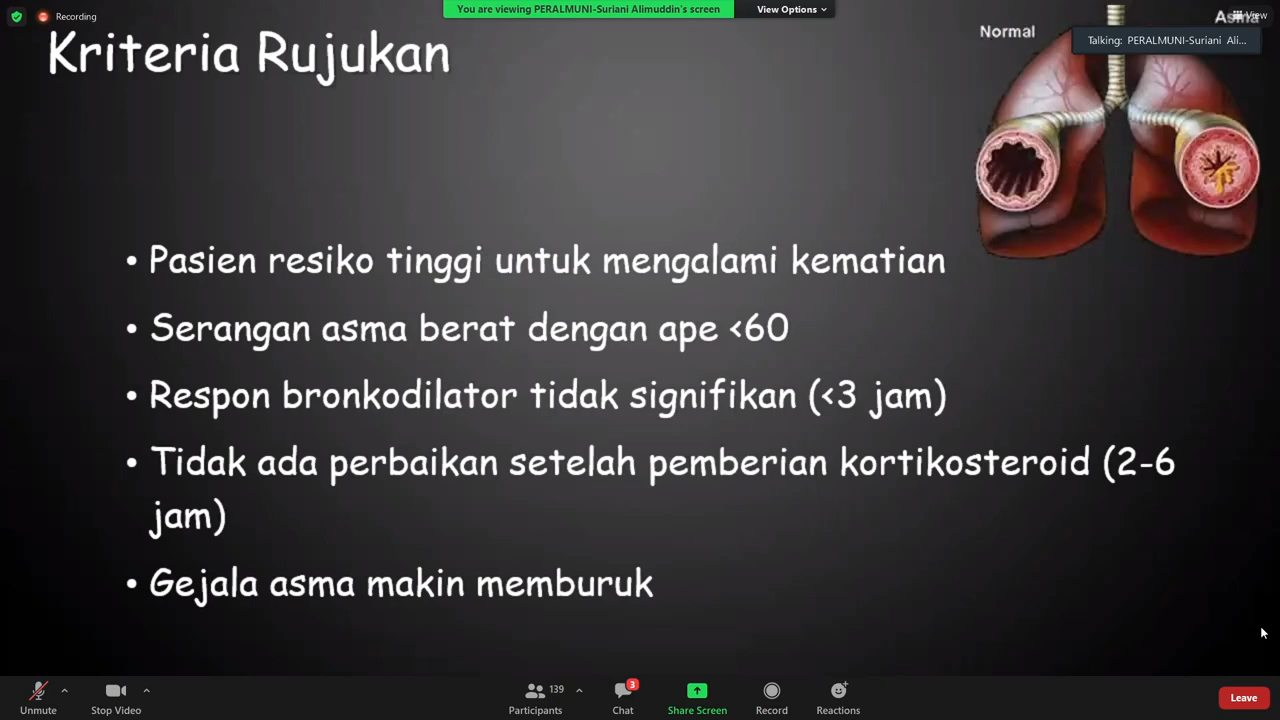 Recording
You are viewing PERALMUNI-Suriani Alimuddin's screen
View Options
View
Talking: PERALMUNI-Suriani Ali...
Kriteria Rujukan
Normal
Asma
• Pasien resiko tinggi untuk mengalami kematian
• Serangan asma berat dengan ape <60
• Respon bronkodilator tidak signifikan (<3 jam)
• Tidak ada perbaikan setelah pemberian kortikosteroid (2-6
jam)
• Gejala asma makin memburuk
Unmute
Stop Video
139
Participants
3
Chat
Share Screen
Record
Reactions
Leave